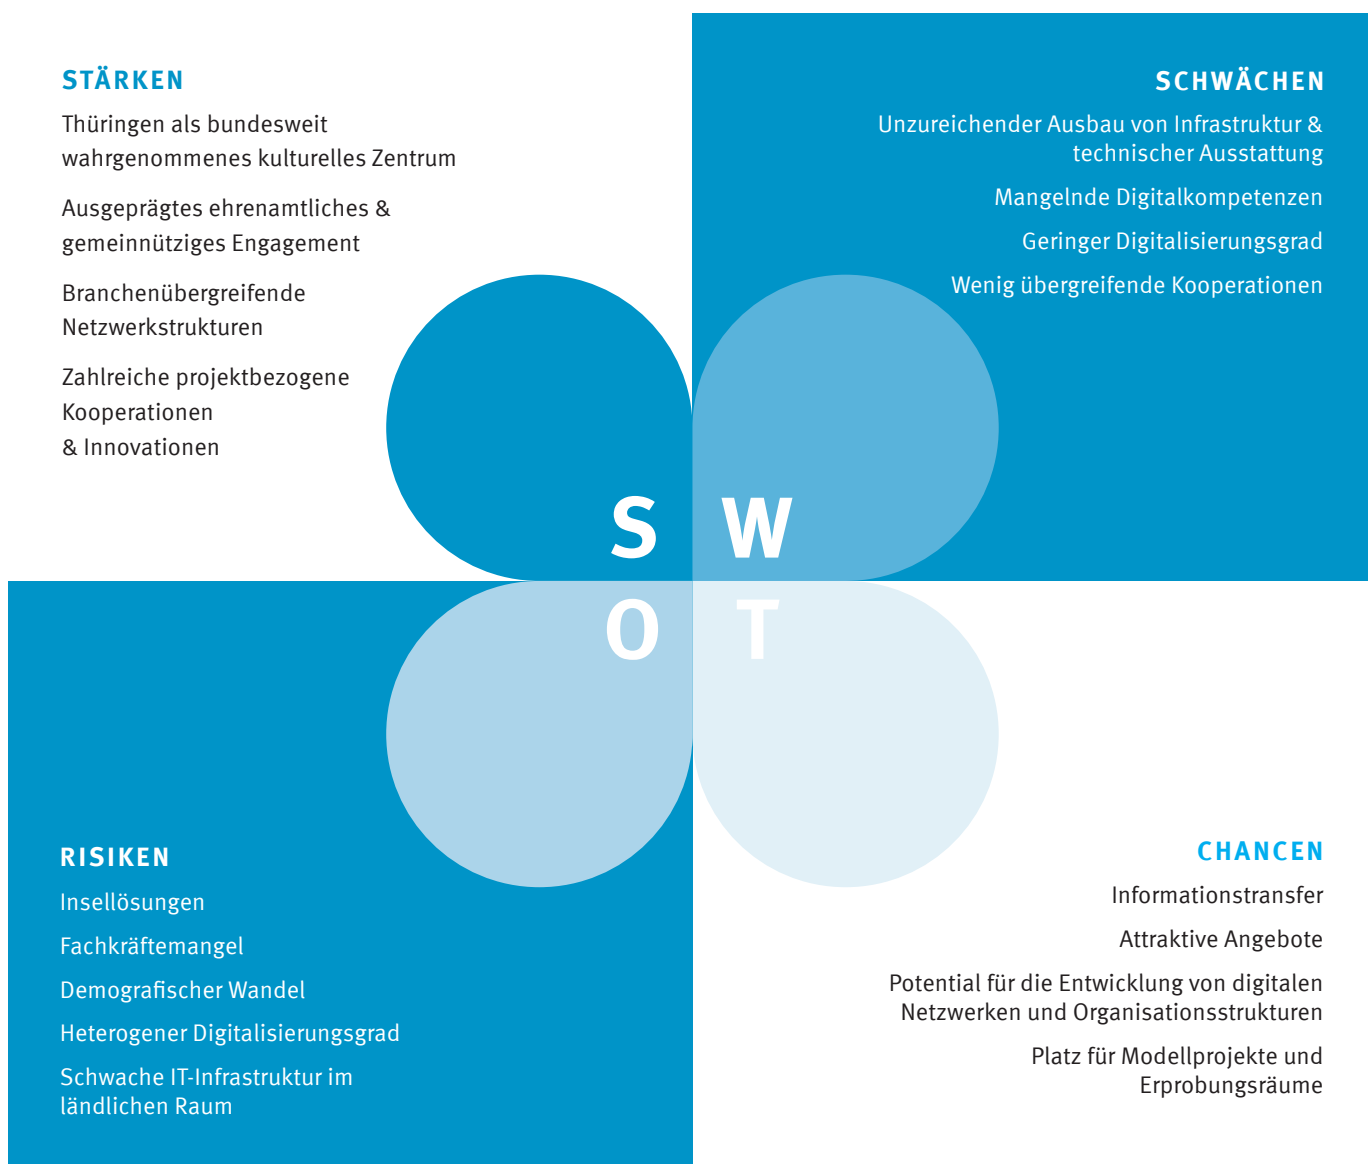 STÄRKEN
Thüringen als bundesweit
wahrgenommenes kulturelles Zentrum
Ausgeprägtes ehrenamtliches &
gemeinnütziges Engagement
Branchenübergreifende
Netzwerkstrukturen
Zahlreiche projektbezogene
Kooperationen
& Innovationen
SCHWÄCHEN
Unzureichender Ausbau von Infrastruktur &
technischer Ausstattung
Mangelnde Digitalkompetenzen
Geringer Digitalisierungsgrad
Wenig übergreifende Kooperationen
S W
O T
RISIKEN
Insellösungen
Fachkräftemangel
Demografischer Wandel
Heterogener Digitalisierungsgrad
Schwache IT-Infrastruktur im
ländlichen Raum
CHANCEN
Informationstransfer
Attraktive Angebote
Potential für die Entwicklung von digitalen
Netzwerken und Organisationsstrukturen
Platz für Modellprojekte und
Erprobungsräume